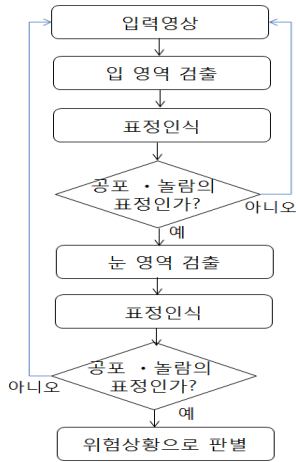 입력영상
입 영역 검출
표정인식
공포 ・놀람의
표정인가?
아니오
예
눈 영역 검출
표정인식
공포 ・놀람의
표정인가?
아니오
예
위험상황으로 판별